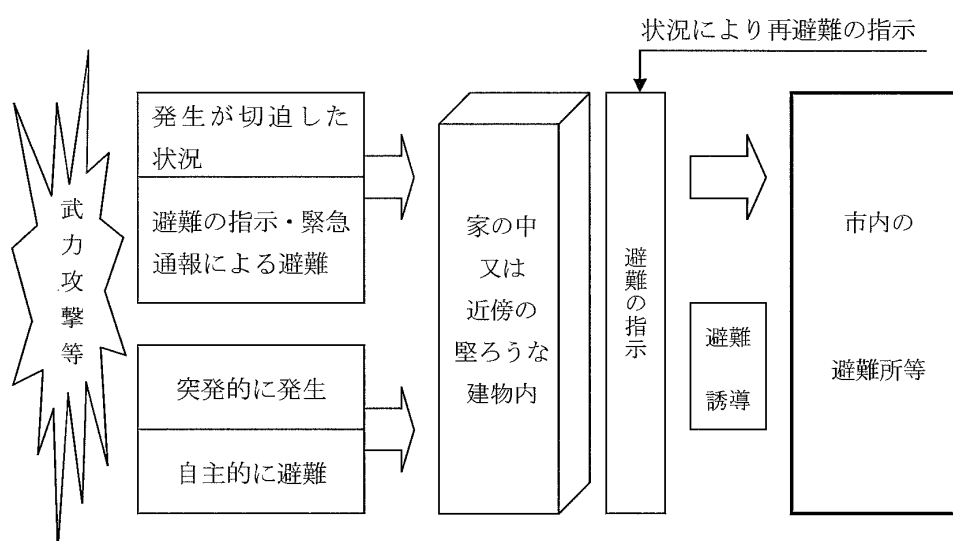 状況により再避難の指示
武力攻撃等
発生が切迫した
状況
避難の指示・緊急
通報による避難
突発的に発生
自主的に避難
家の中
又は
近傍の
堅ろうな
建物内
避難の指示
避難
誘導
市内の
避難所等